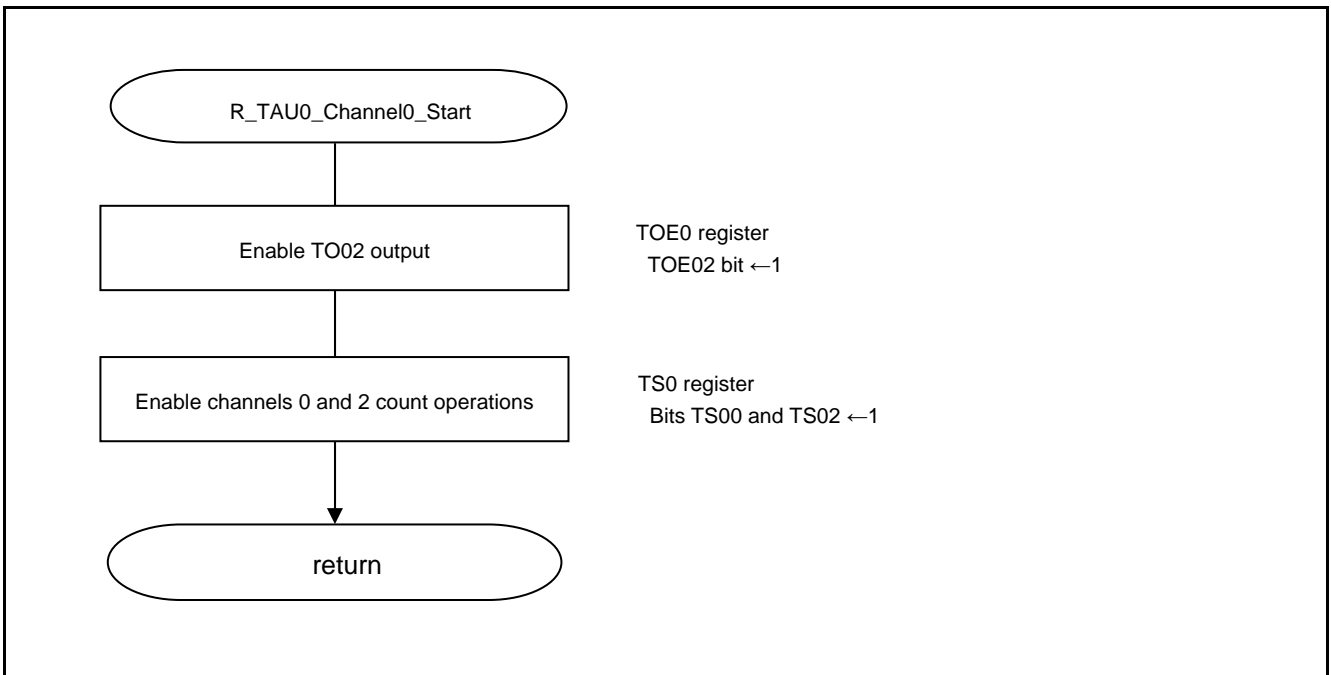 R_TAU0_Channel0_Start
Enable TO02 output
TOE0 register
TOE02 bit ←1
Enable channels 0 and 2 count operations
TS0 register
Bits TS00 and TS02 ←1
return